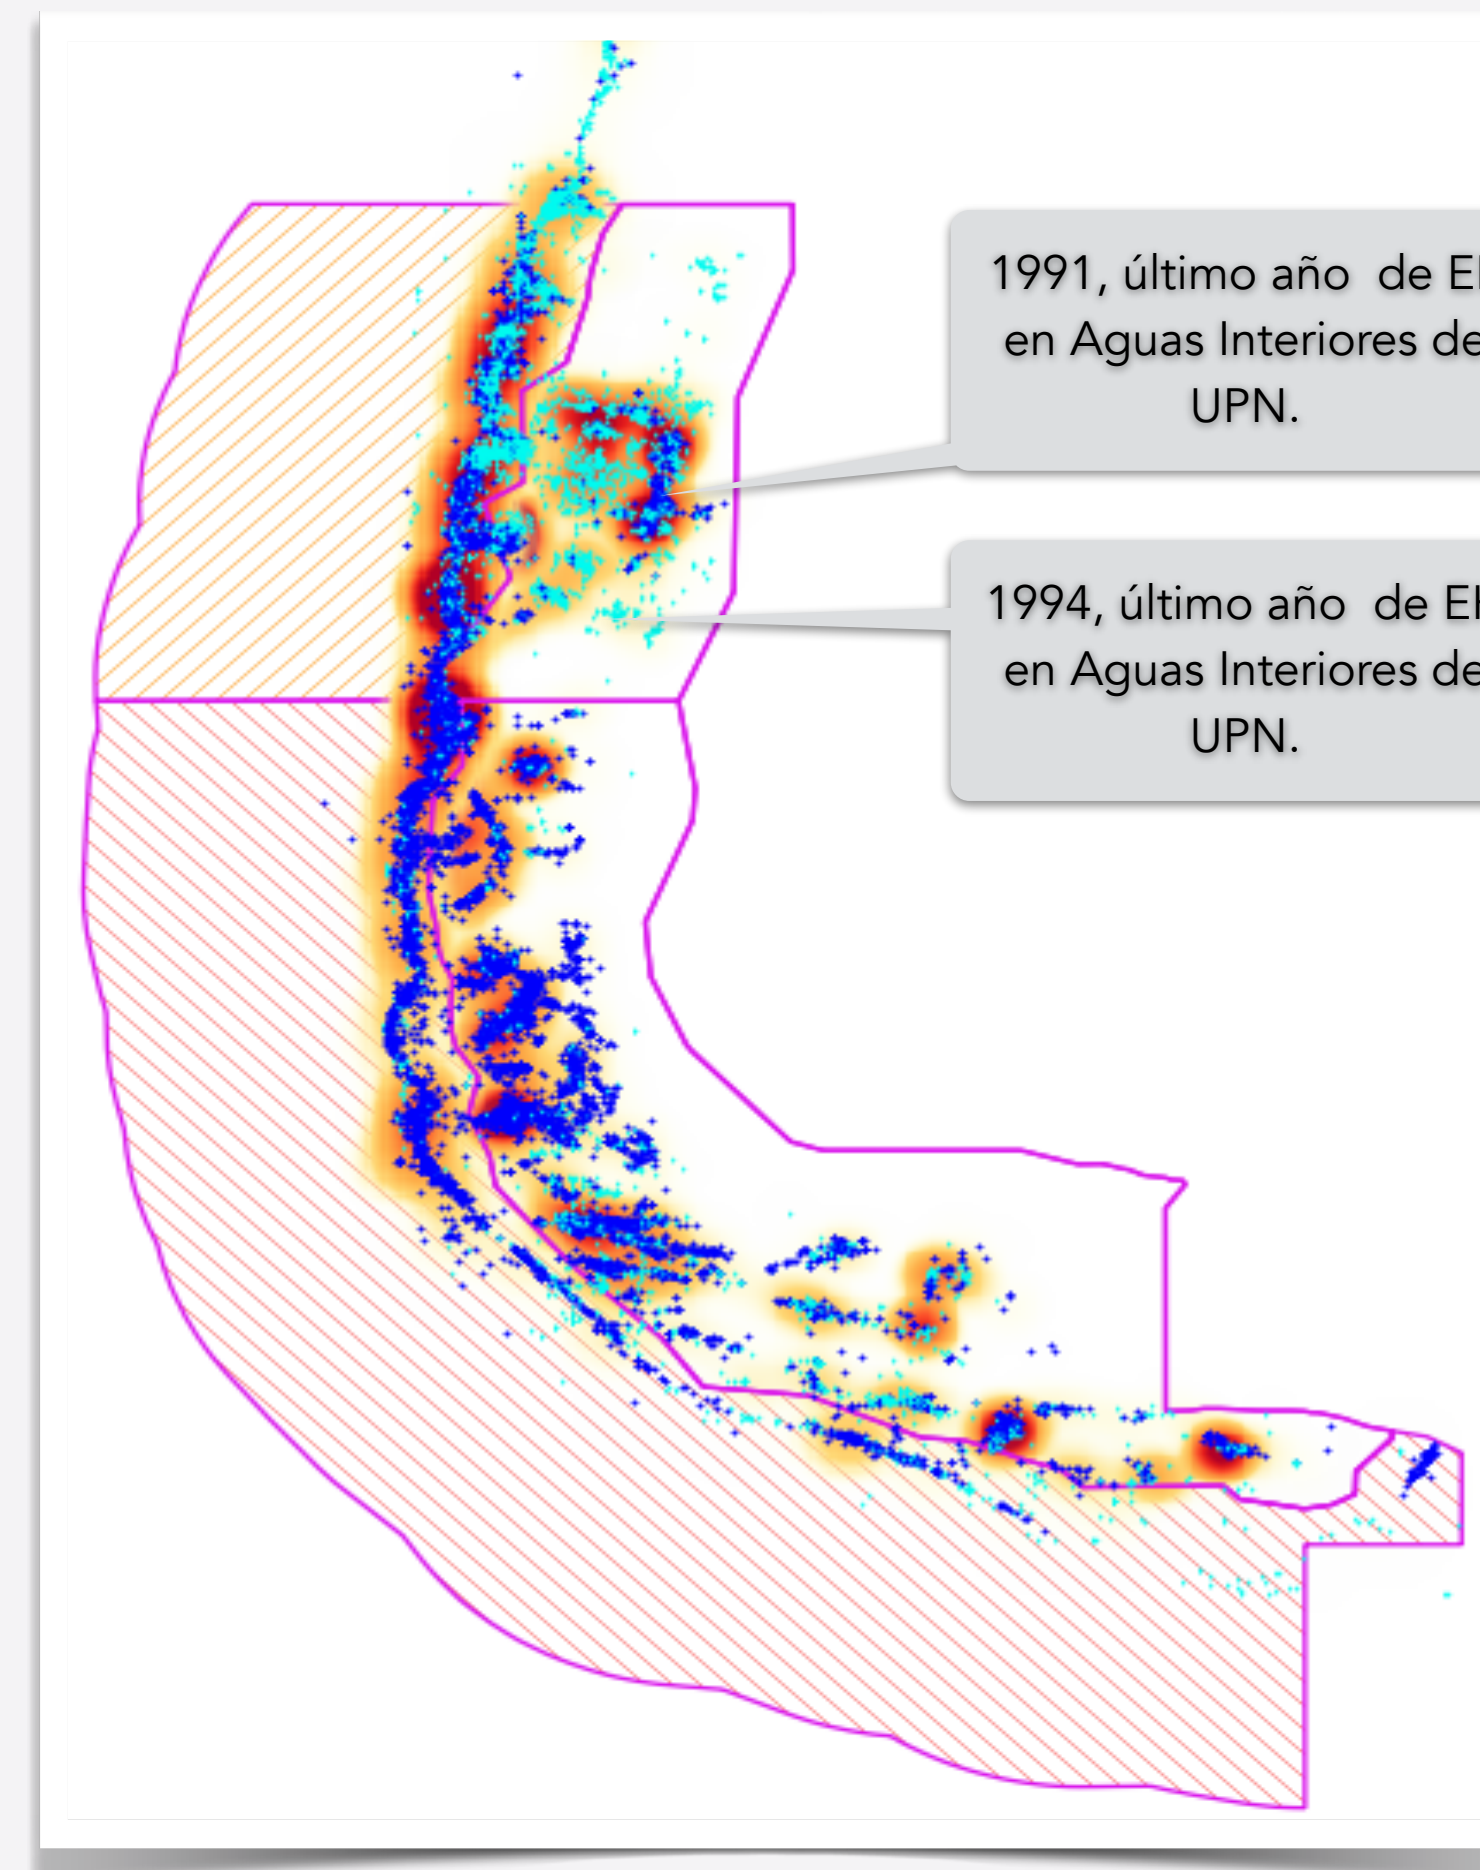 1991, último año de
en Aguas Interiores de
UPN.
1994, último año de
en Aguas Interiores de
UPN.